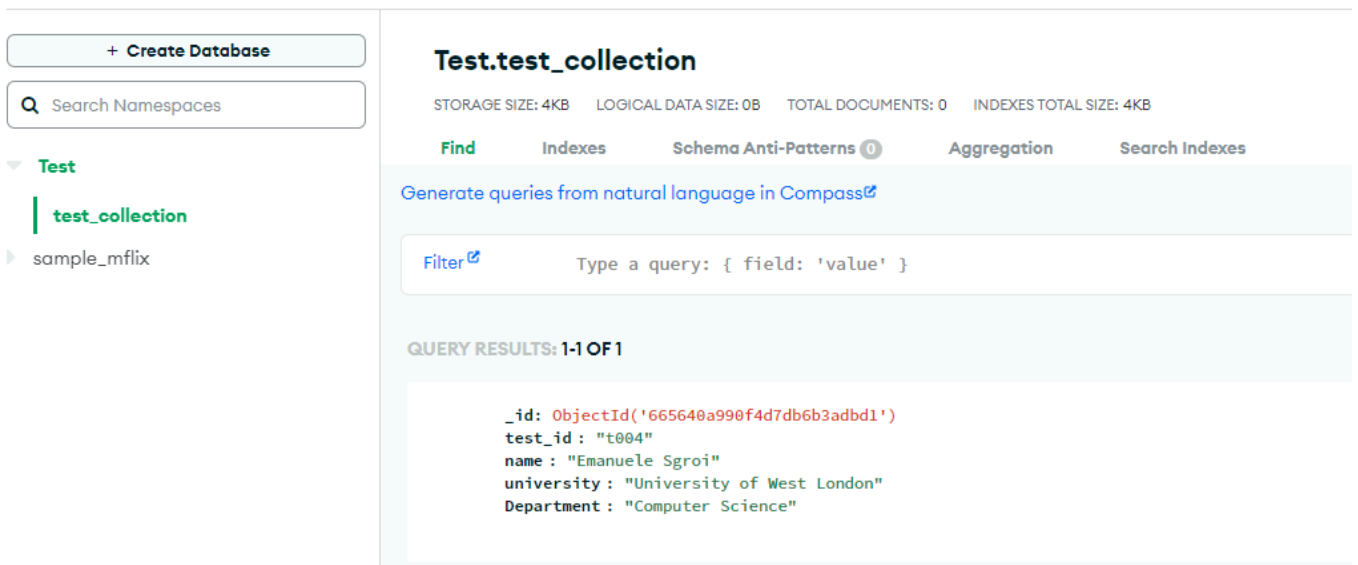 + Create Database
Search Namespaces
Test
test_collection
sample_mflix
Test.test_collection
STORAGE SIZE: 4KB LOGICAL DATA SIZE: 0B TOTAL DOCUMENTS: 0 INDEXES TOTAL SIZE: 4KB
Find Indexes Schema Anti-Patterns 0 Aggregation Search Indexes
Generate queries from natural language in Compass
Filter Type a query: { field: 'value' }
QUERY RESULTS: 1-1 OF 1
_id: ObjectId('665640a990f4d7db6b3adbd1')
test_id : "t004"
name : "Emanuele Sgroi"
university : "University of West London"
Department : "Computer Science"